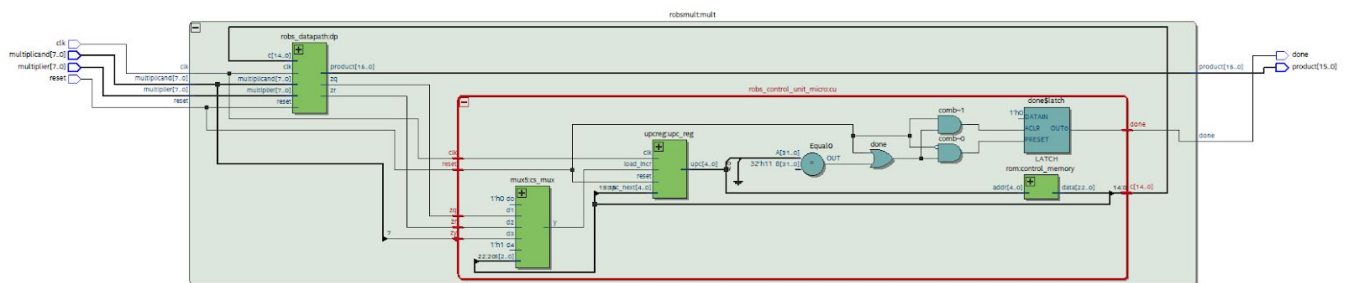 robsmult:mult
clk
multiplicand[7..0]
multiplier[7..0]
reset
robs_datapath:dp
c[14..0]
clk
multiplicand[7..0]
multiplier[7..0]
reset
product[15..0]
zq
zr
multiplicand[7..0]
multiplier[7..0]
reset
robs_control_unit_micro:cu
clk
reset
zq
zr
zy
7
mux5:cs_mux
1'h0 d0
d1
d2
d3
1'h1 d4
22:20 s[2..0]
y
upcreg:upc_reg
clk
load_incr
reset
upc_next[4..0]
upc[4..0]
Equal0
A[31..0]
32'h11 B[31..0]
OUT
done
comb~1
comb~0
done$latch
1'h0
DATAIN
ACLR
PRESET
OUT0
LATCH
rom:control_memory
addr[4..0]
data[22..0]
done
c[14..0]
product[15..0]
done
done
product[15..0]